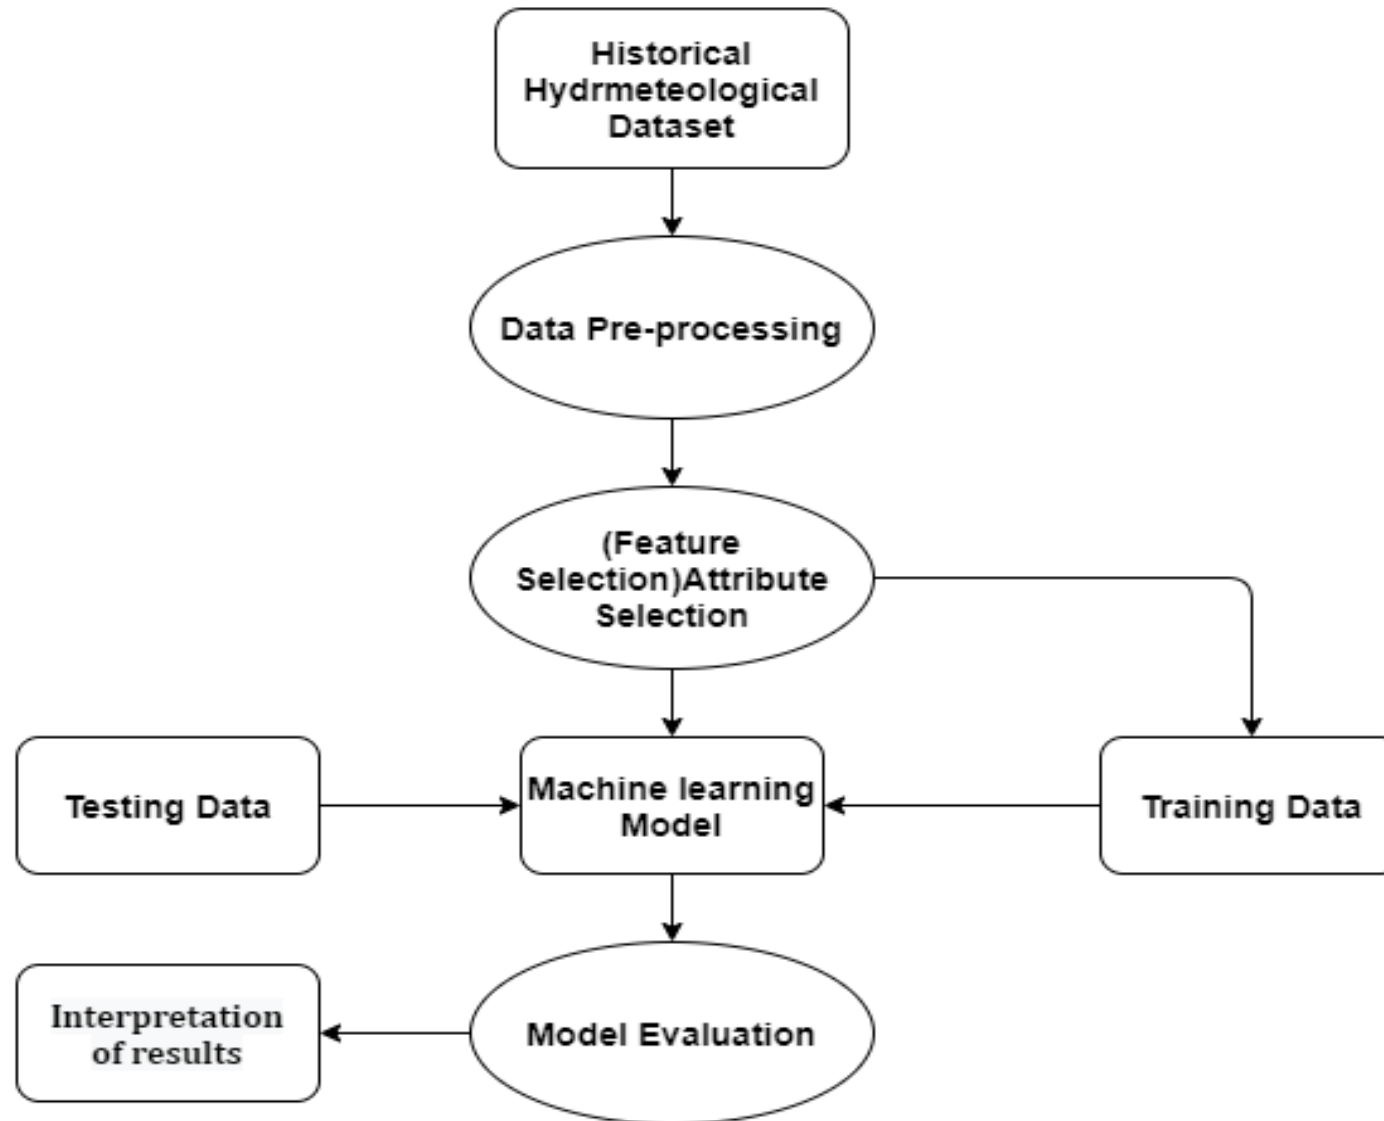 Historical
Hydrmeteological
Dataset
Data Pre-processing
(Feature
Selection)Attribute
Selection
Testing Data
Machine learning
Model
Training Data
Interpretation
of results
Model Evaluation